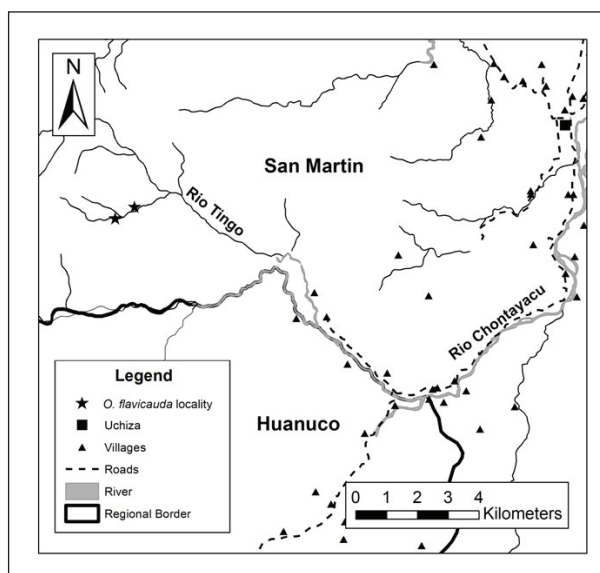 N
San Martin
Rio Tingo
Rio Chontayacu
Huanuco
Legend
O. flavicauda locality
Uchiza
Villages
Roads
River
Regional Border
0 1 2 3 4
Kilometers